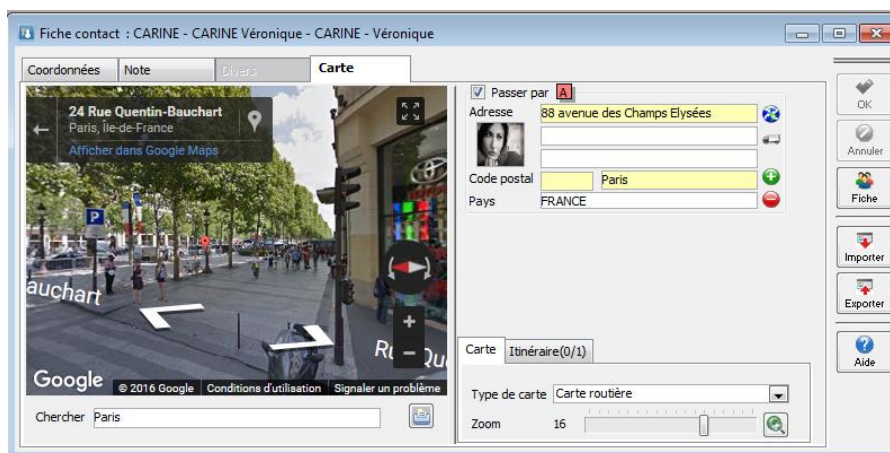 Fiche contact : CARINE - CARINE Véronique - CARINE - Véronique
Coordonnées Note Divers Carte
24 Rue Quentin-Bauchart
Paris, Île-de-France
Afficher dans Google Maps
P
TOYOTA
auchart
Ru Qu
Google © 2016 Google Conditions d'utilisation Signaler un problème
Chercher Paris
Passer par A
Adresse 88 avenue des Champs Elysées
Code postal Paris
Pays FRANCE
Carte Itinéraire(0/1)
Type de carte Carte routière
Zoom 16
OK
Annuler
Fiche
Importer
Exporter
Aide